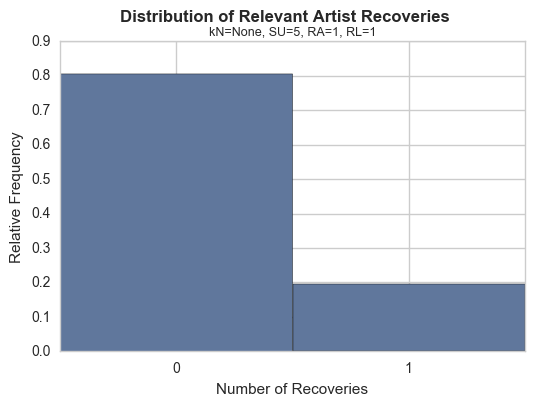 Distribution of Relevant Artist Recoveries
kN=None, SU=5, RA=1, RL=1
0.9
0.8
0.7
0.6
0.5
0.4
0.3
0.2
0.1
0.0
Relative Frequency
0 1
Number of Recoveries